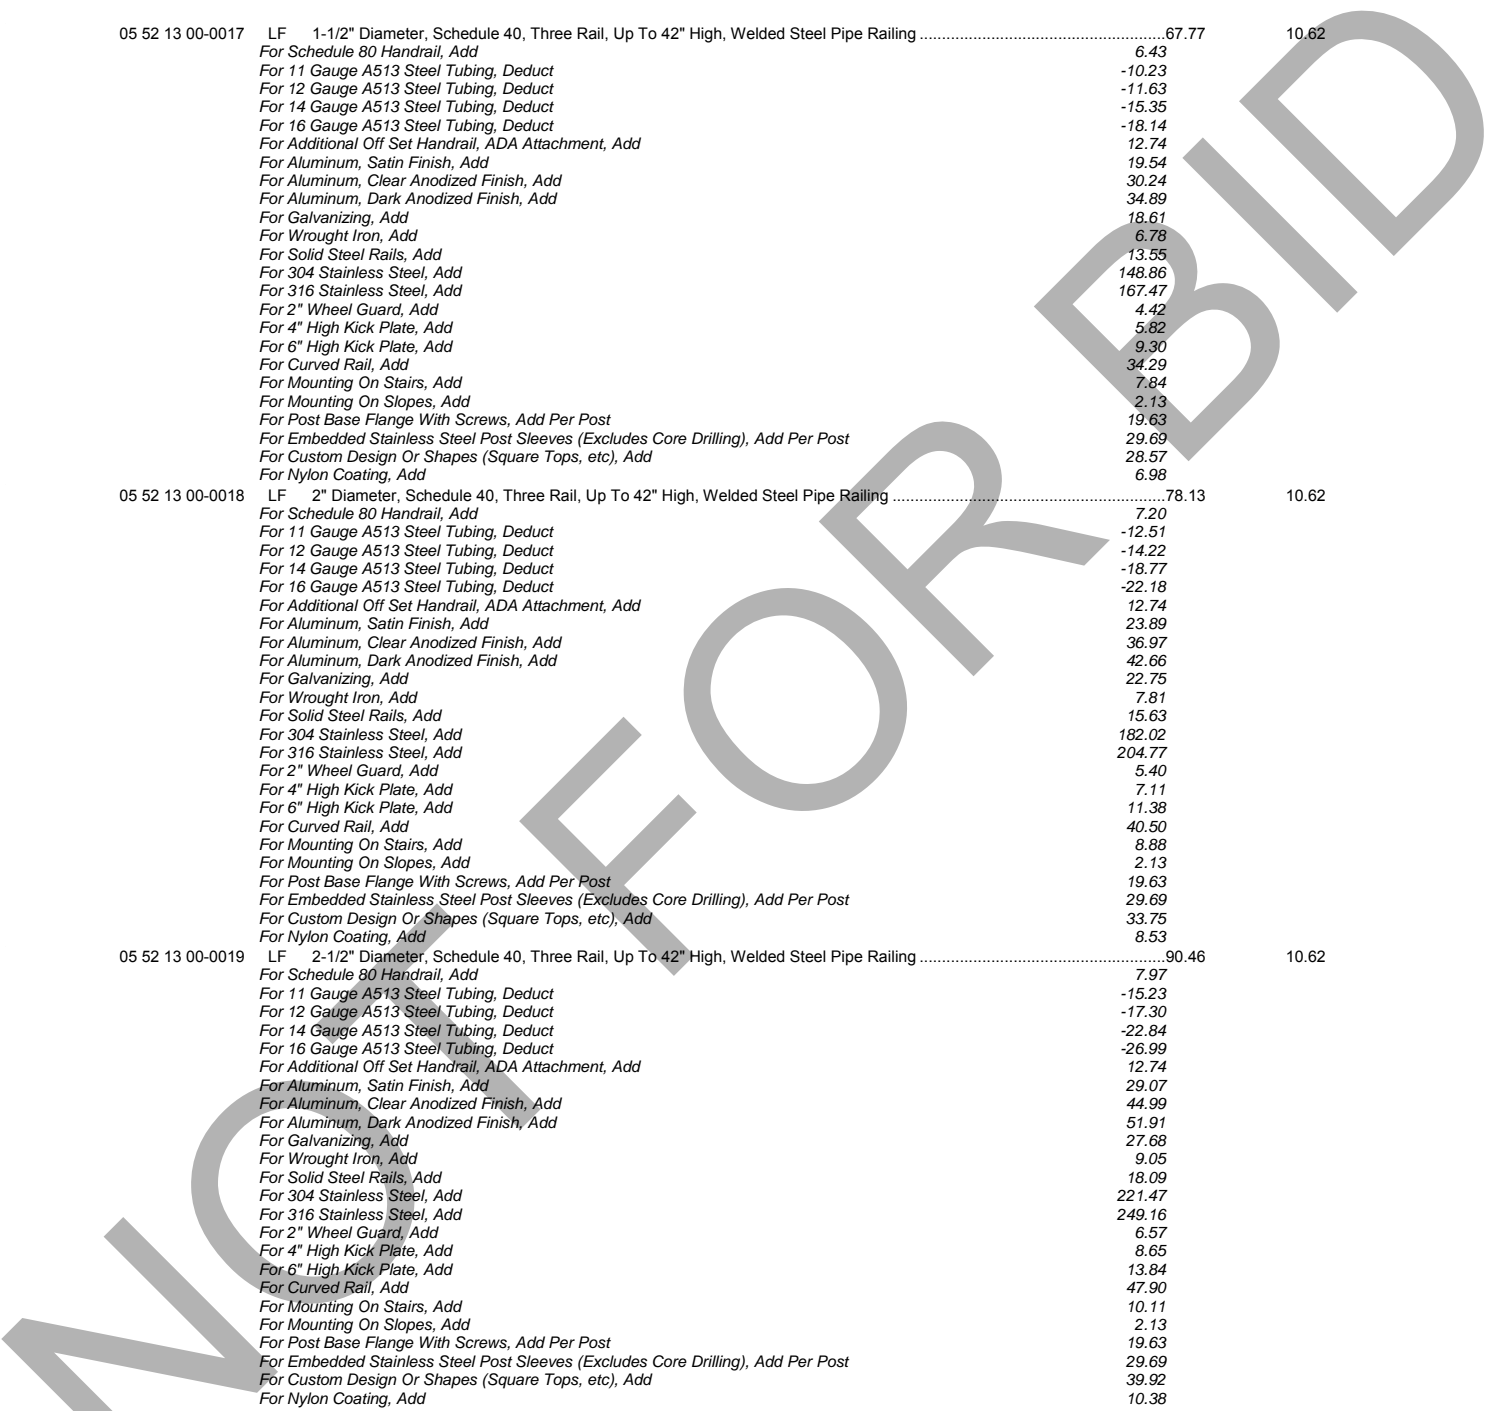 05 52 13 00-0017 LF 1-1/2" Diameter, Schedule 40, Three Rail, Up To 42" High, Welded Steel Pipe Railing .......................................................67.77 10.62
For Schedule 80 Handrail, Add 6.43
For 11 Gauge A513 Steel Tubing, Deduct -10.23
For 12 Gauge A513 Steel Tubing, Deduct -11.63
For 14 Gauge A513 Steel Tubing, Deduct -15.35
For 16 Gauge A513 Steel Tubing, Deduct -18.14
For Additional Off Set Handrail, ADA Attachment, Add 12.74
For Aluminum, Satin Finish, Add 19.54
For Aluminum, Clear Anodized Finish, Add 30.24
For Aluminum, Dark Anodized Finish, Add 34.89
For Galvanizing, Add 18.61
For Wrought Iron, Add 6.78
For Solid Steel Rails, Add 13.55
For 304 Stainless Steel, Add 148.86
For 316 Stainless Steel, Add 167.47
For 2" Wheel Guard, Add 4.42
For 4" High Kick Plate, Add 5.82
For 6" High Kick Plate, Add 9.30
For Curved Rail, Add 34.29
For Mounting On Stairs, Add 7.84
For Mounting On Slopes, Add 2.13
For Post Base Flange With Screws, Add Per Post 19.63
For Embedded Stainless Steel Post Sleeves (Excludes Core Drilling), Add Per Post 29.69
For Custom Design Or Shapes (Square Tops, etc), Add 28.57
For Nylon Coating, Add 6.98
05 52 13 00-0018 LF 2" Diameter, Schedule 40, Three Rail, Up To 42" High, Welded Steel Pipe Railing .............................................................78.13 10.62
For Schedule 80 Handrail, Add 7.20
For 11 Gauge A513 Steel Tubing, Deduct -12.51
For 12 Gauge A513 Steel Tubing, Deduct -14.22
For 14 Gauge A513 Steel Tubing, Deduct -18.77
For 16 Gauge A513 Steel Tubing, Deduct -22.18
For Additional Off Set Handrail, ADA Attachment, Add 12.74
For Aluminum, Satin Finish, Add 23.89
For Aluminum, Clear Anodized Finish, Add 36.97
For Aluminum, Dark Anodized Finish, Add 42.66
For Galvanizing, Add 22.75
For Wrought Iron, Add 7.81
For Solid Steel Rails, Add 15.63
For 304 Stainless Steel, Add 182.02
For 316 Stainless Steel, Add 204.77
For 2" Wheel Guard, Add 5.40
For 4" High Kick Plate, Add 7.11
For 6" High Kick Plate, Add 11.38
For Curved Rail, Add 40.50
For Mounting On Stairs, Add 8.88
For Mounting On Slopes, Add 2.13
For Post Base Flange With Screws, Add Per Post 19.63
For Embedded Stainless Steel Post Sleeves (Excludes Core Drilling), Add Per Post 29.69
For Custom Design Or Shapes (Square Tops, etc), Add 33.75
For Nylon Coating, Add 8.53
05 52 13 00-0019 LF 2-1/2" Diameter, Schedule 40, Three Rail, Up To 42" High, Welded Steel Pipe Railing .......................................................90.46 10.62
For Schedule 80 Handrail, Add 7.97
For 11 Gauge A513 Steel Tubing, Deduct -15.23
For 12 Gauge A513 Steel Tubing, Deduct -17.30
For 14 Gauge A513 Steel Tubing, Deduct -22.84
For 16 Gauge A513 Steel Tubing, Deduct -26.99
For Additional Off Set Handrail, ADA Attachment, Add 12.74
For Aluminum, Satin Finish, Add 29.07
For Aluminum, Clear Anodized Finish, Add 44.99
For Aluminum, Dark Anodized Finish, Add 51.91
For Galvanizing, Add 27.68
For Wrought Iron, Add 9.05
For Solid Steel Rails, Add 18.09
For 304 Stainless Steel, Add 221.47
For 316 Stainless Steel, Add 249.16
For 2" Wheel Guard, Add 6.57
For 4" High Kick Plate, Add 8.65
For 6" High Kick Plate, Add 13.84
For Curved Rail, Add 47.90
For Mounting On Stairs, Add 10.11
For Mounting On Slopes, Add 2.13
For Post Base Flange With Screws, Add Per Post 19.63
For Embedded Stainless Steel Post Sleeves (Excludes Core Drilling), Add Per Post 29.69
For Custom Design Or Shapes (Square Tops, etc), Add 39.92
For Nylon Coating, Add 10.38
NOT FOR BID